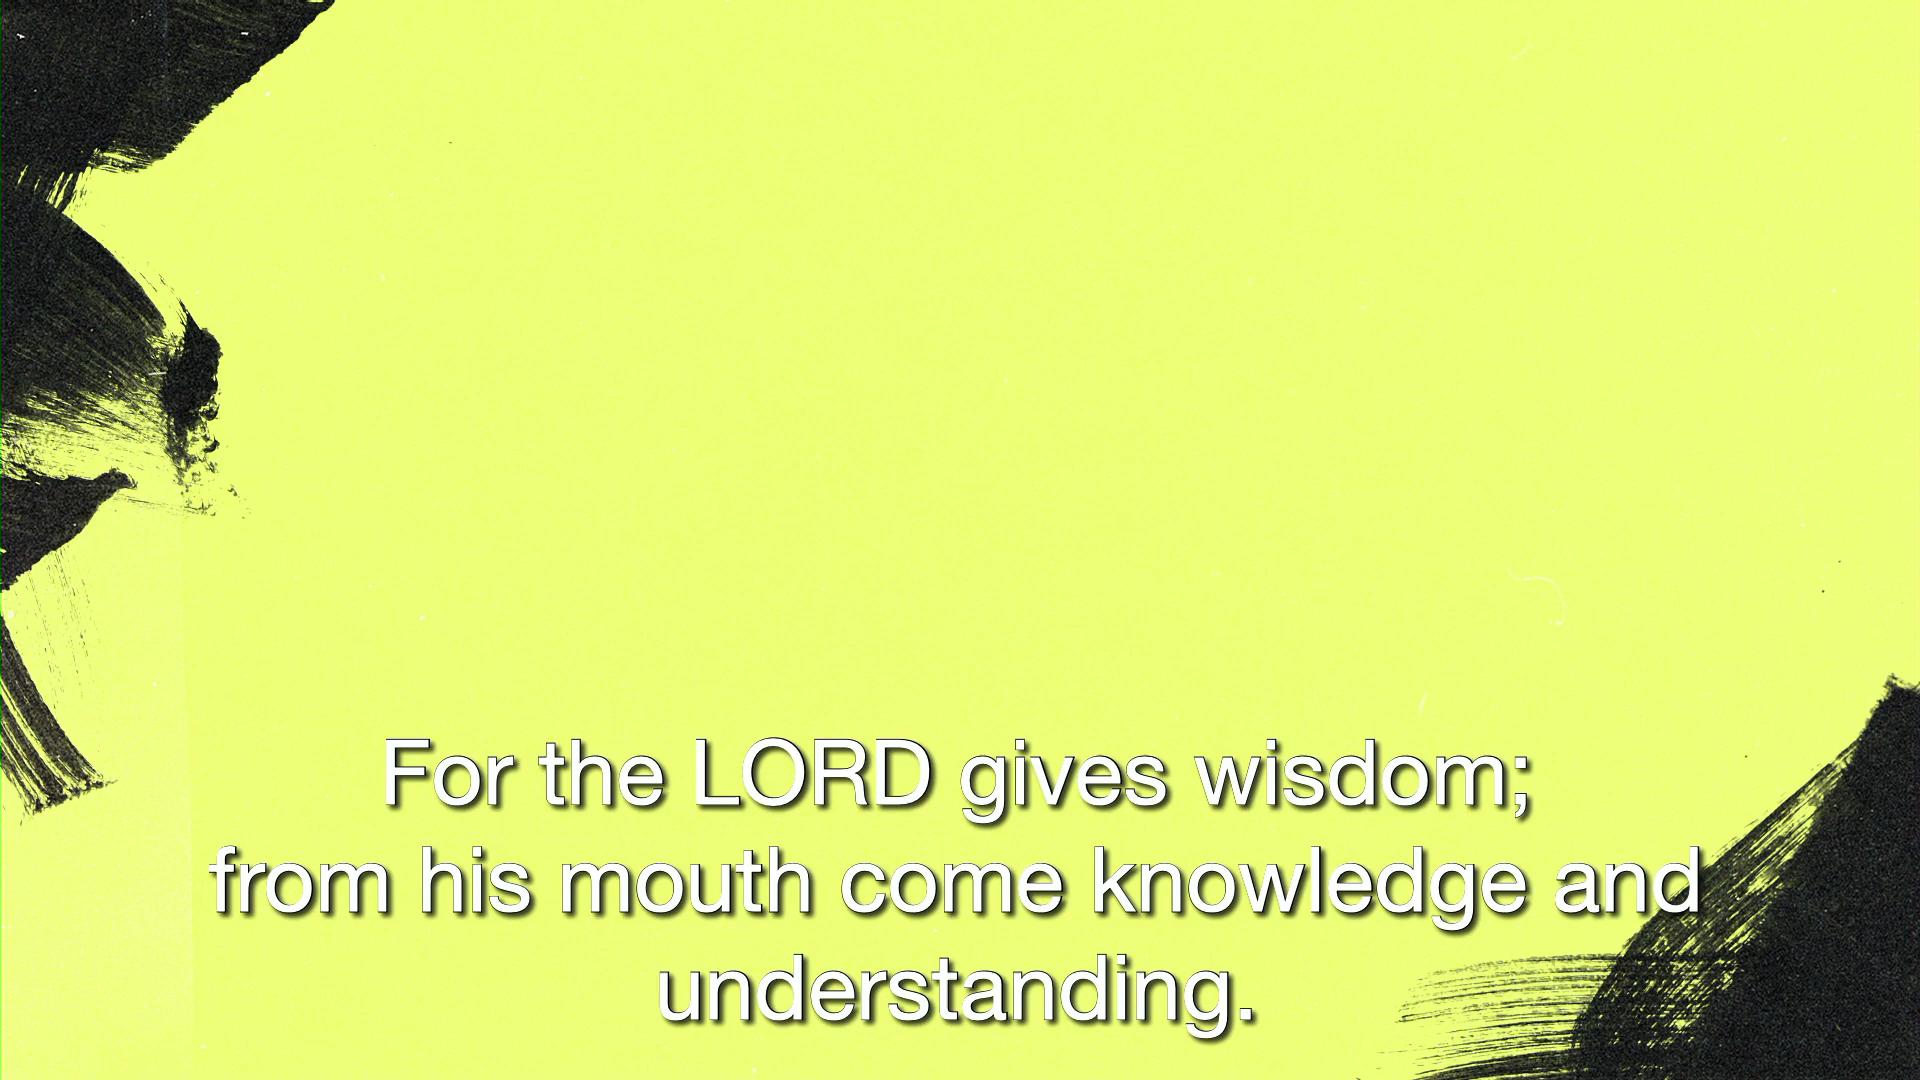 For the LORD gives wisdom;
from his mouth come knowledge and
understanding.